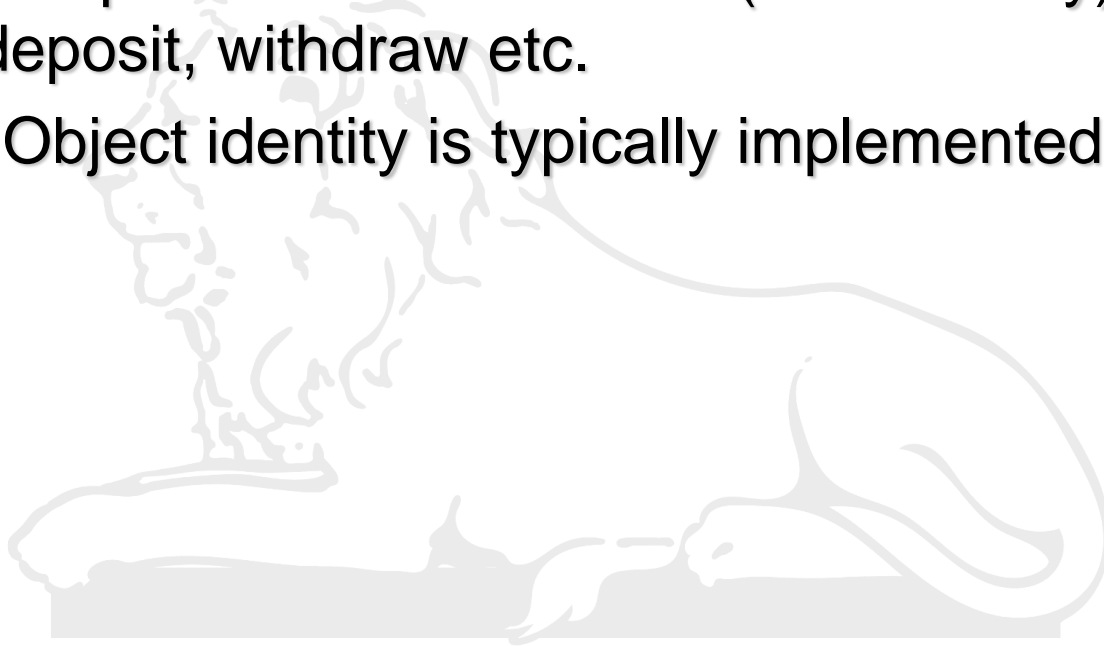 deposit, withdraw etc.
Object identity is typically implemented